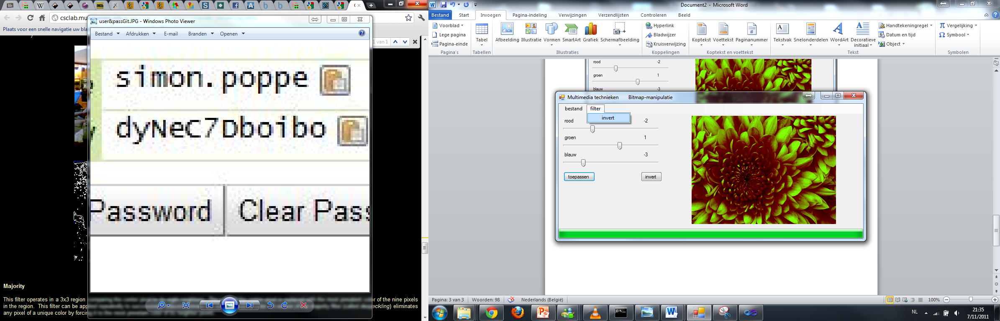 csclab.mu
Plaats voor een snelle navigatie uw bla
user&passGit.JPG - Windows Photo Viewer
Bestand Afdrukken E-mail Branden Openen
1 van 1
simon.poppe
dyNeC7Dboibo
Password Clear Pass
Majority
This filter operates in a 3x3 region
of the nine pixels
in the region. This filter can be app
eckling) eliminates
any pixel of a unique color by forcin
Document2 - Microsoft Word
Bestand Start Invoegen Pagina-indeling Verwijzingen Verzendlijsten Controleren Beeld
Voorblad
Lege pagina
Pagina-einde
Pagina's
Tabel
Tabellen
Afbeelding Illustratie Vormen SmartArt Grafiek Schermafbeelding
Illustraties
Hyperlink
Bladwijzer
Kruisverwijzing
Koppelingen
Koptekst Voettekst Paginanummer
Koptekst en voettekst
Tekstvak Snelonderdelen WordArt Decoratieve initiaal
Handtekeningregel
Datum en tijd
Object
Tekst
Vergelijking
Symbool
Symbolen
rood -2
groen 1
blauw -3
Multimedia technieken Bitmap-manipulatie
bestand filter
invert
rood -2
groen 1
blauw -3
toepassen invert
Pagina: 3 van 3 Woorden: 98 Nederlands (België) 100%
NL 21:35
7/11/2011